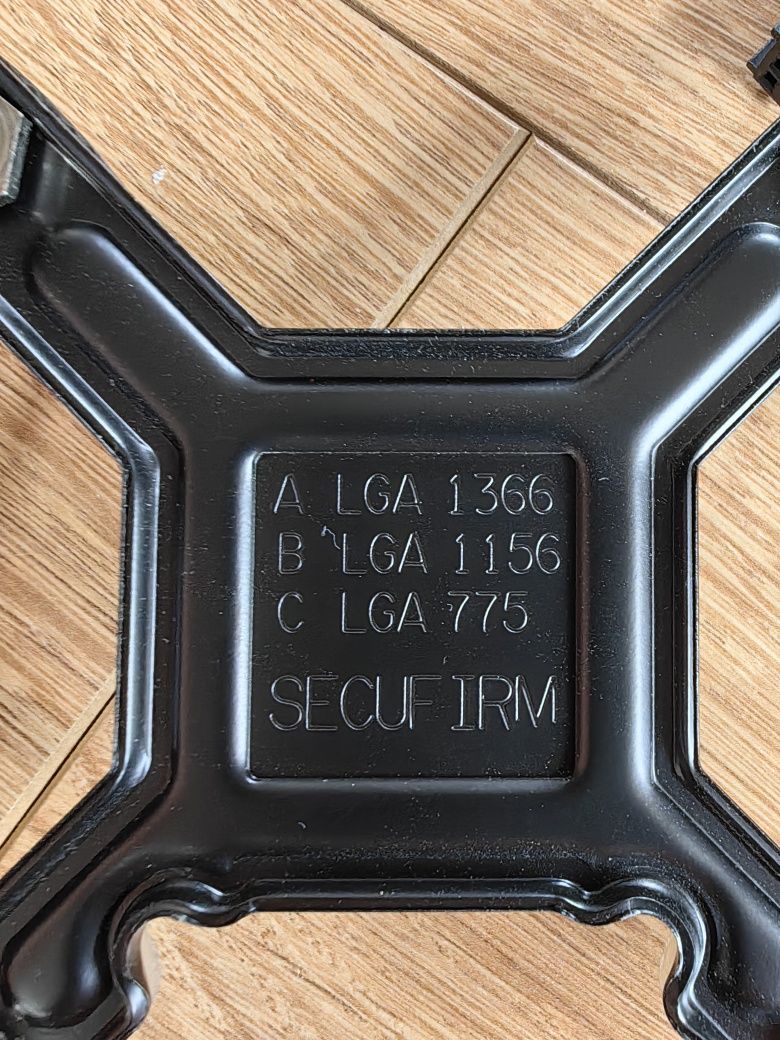 A LGA 1366
B LGA 1156
C LGA 775
SECUFIRM